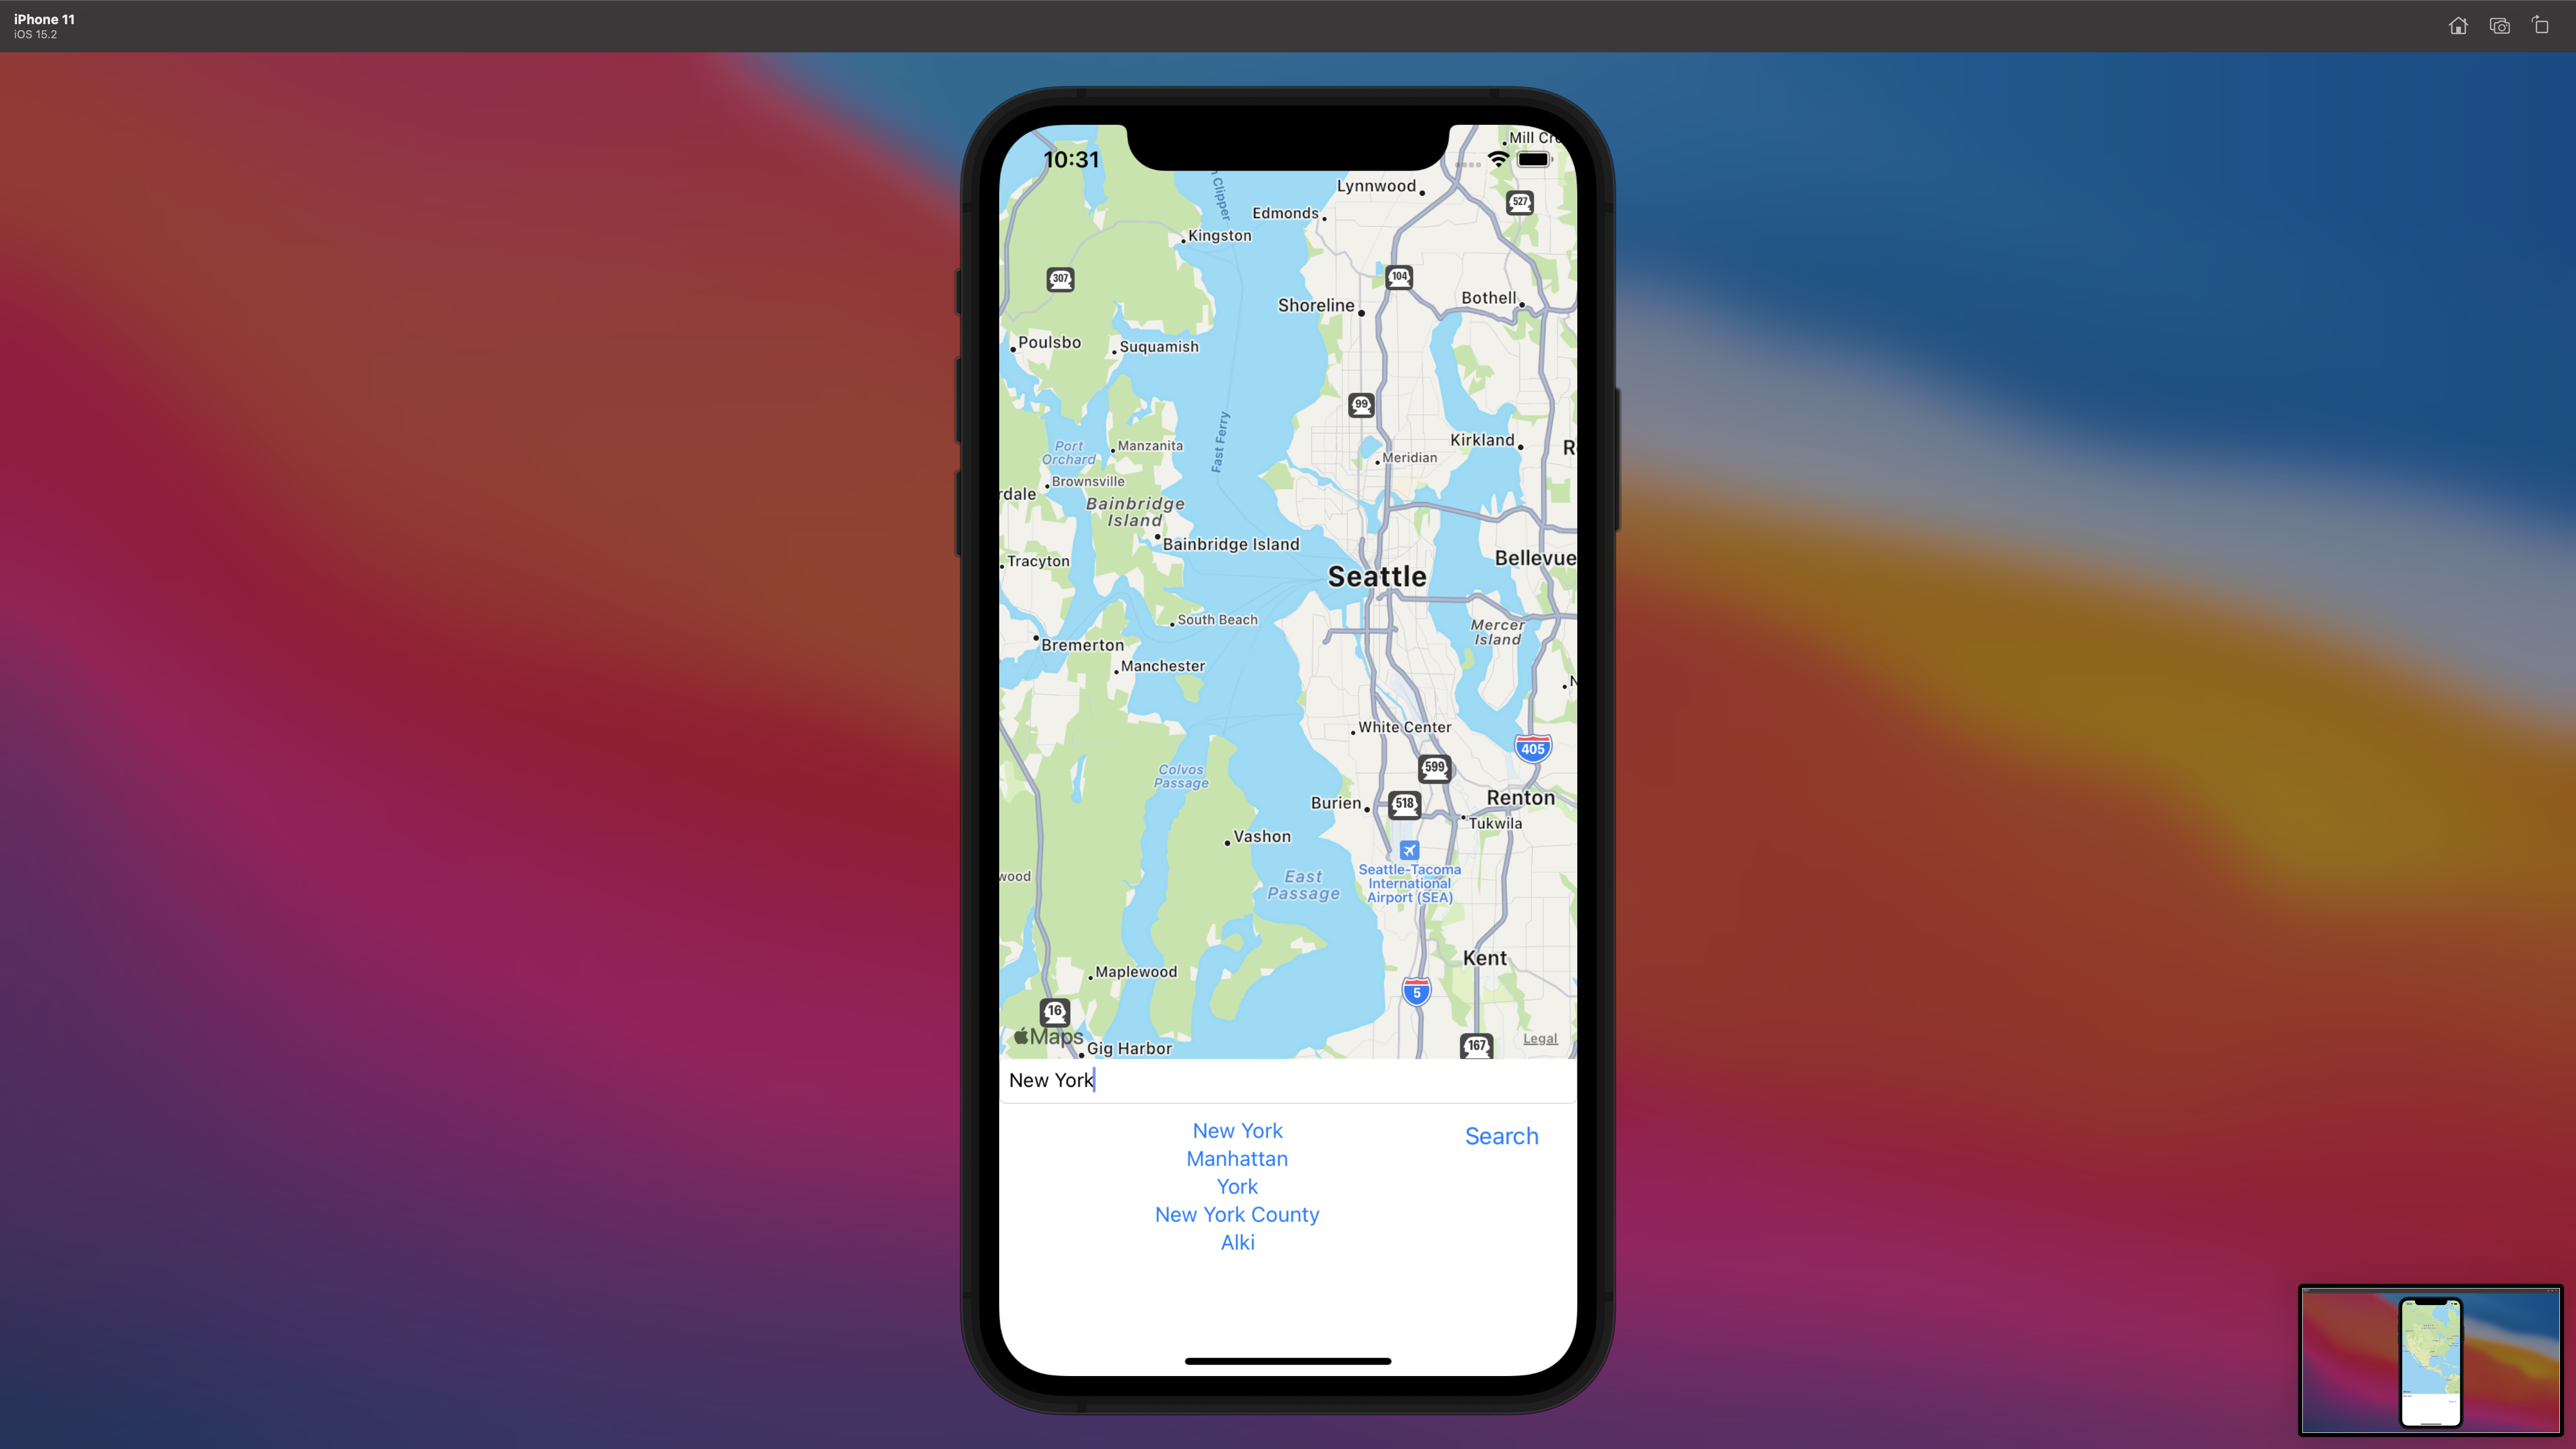 iPhone 11
iOS 15.2
10:31
Mill Cr
Lynnwood
Clipper
527
Edmonds
Kingston
307
104
Bothell
Shoreline
Poulsbo
Suquamish
99
Fast Ferry
Kirkland
R
Port
Orchard
Manzanita
Meridian
Brownsville
rdale
Bainbridge
Island
Bainbridge Island
Bellevue
Tracyton
Seattle
South Beach
Mercer
Island
Bremerton
Manchester
N
White Center
405
599
Colvos
Passage
Burien
518
Renton
Tukwila
Vashon
Seattle-Tacoma
International
Airport (SEA)
wood
East
Passage
Kent
Maplewood
5
16
Maps
Gig Harbor
167
Legal
New York
New York
Search
Manhattan
York
New York County
Alki